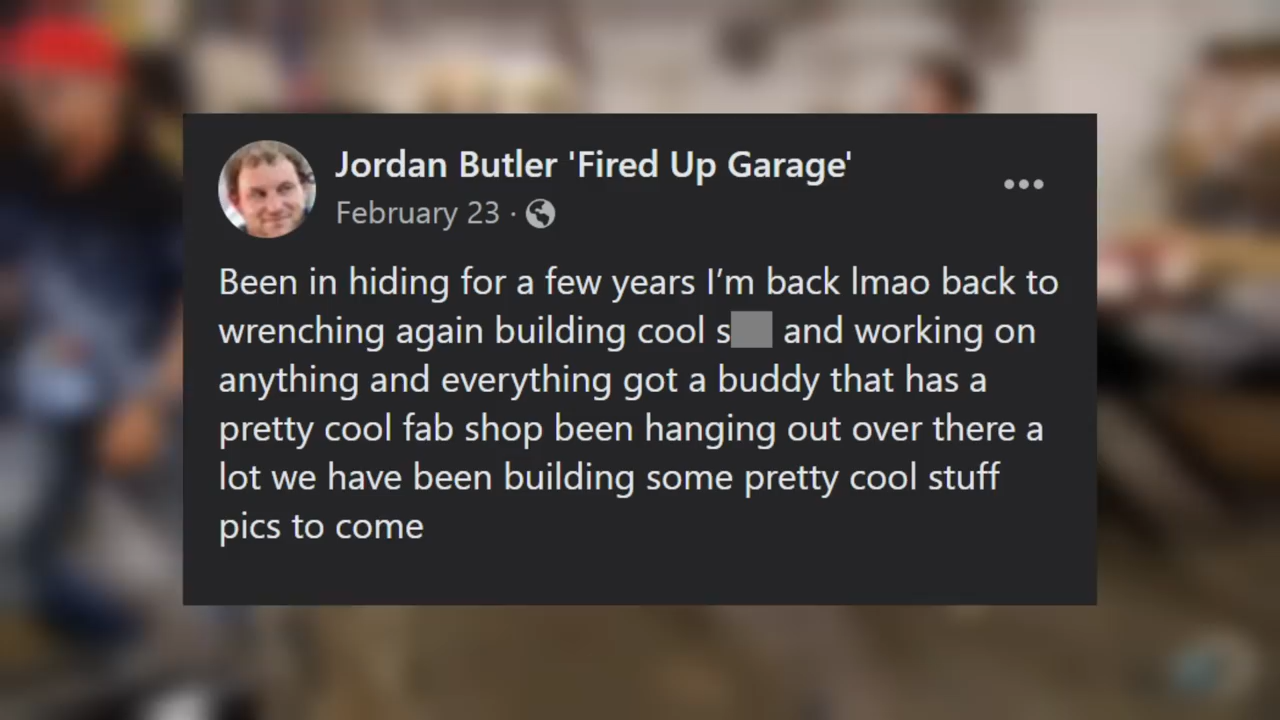 Jordan Butler 'Fired Up Garage'
February 23 ·
Been in hiding for a few years I’m back lmao back to
wrenching again building cool s and working on
anything and everything got a buddy that has a
pretty cool fab shop been hanging out over there a
lot we have been building some pretty cool stuff
pics to come